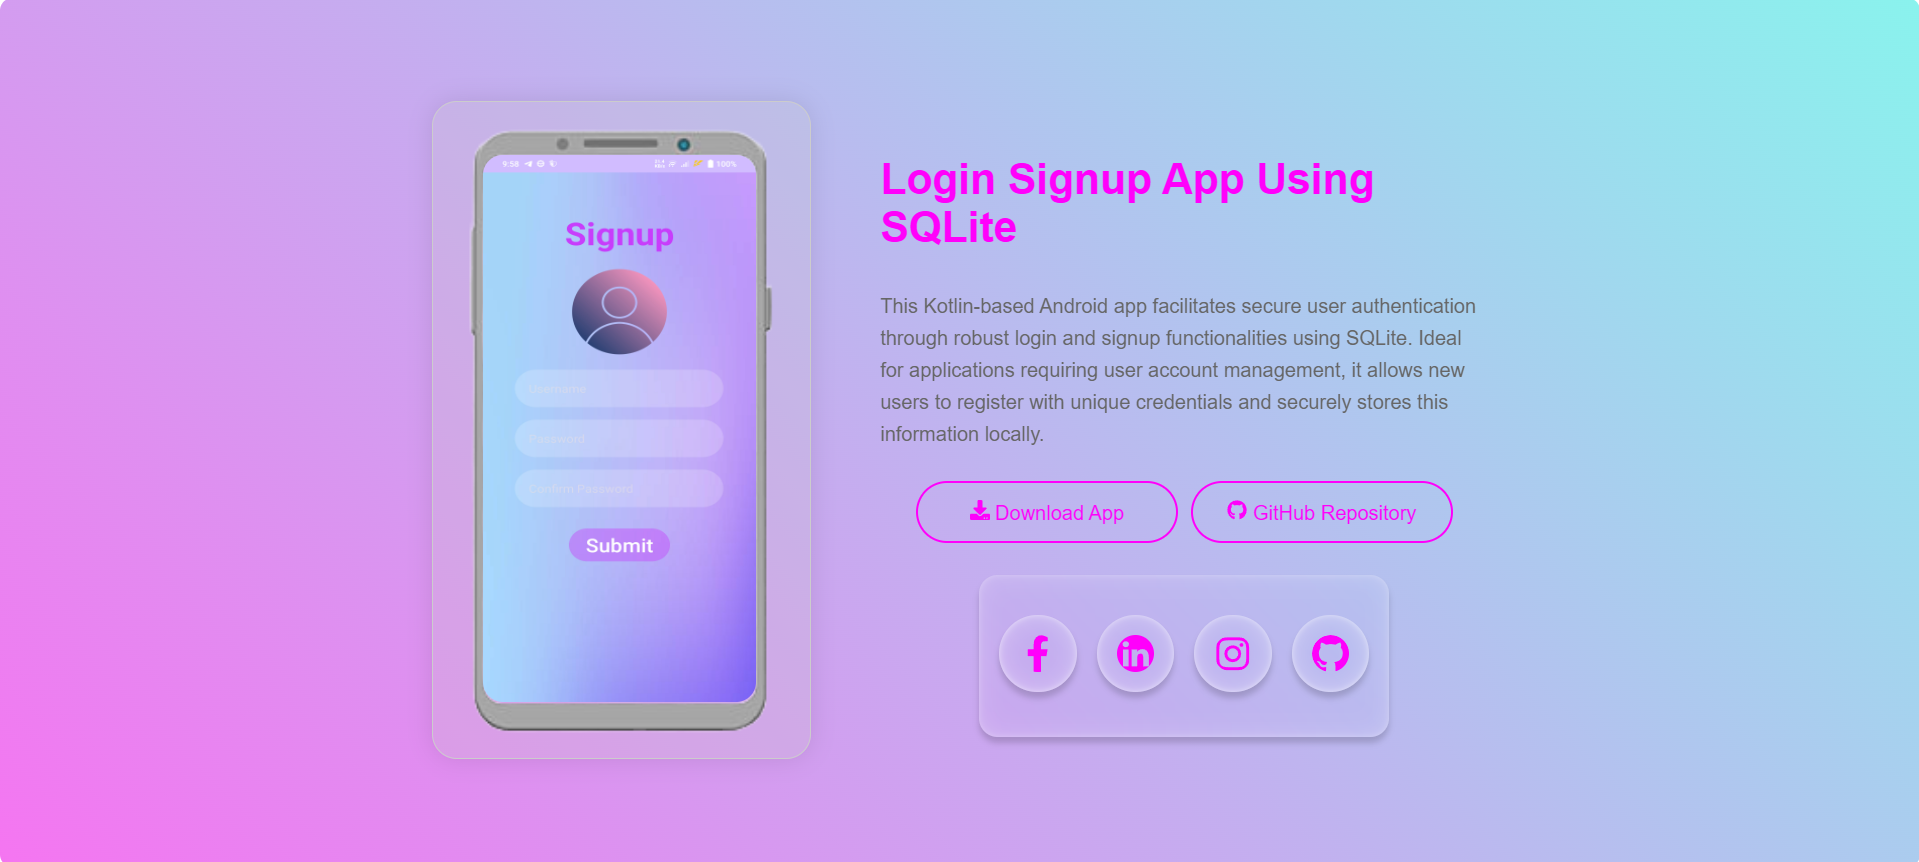 9:58
100%
Signup
Username
Password
Confirm Password
Submit
Login Signup App Using
SQLite
This Kotlin-based Android app facilitates secure user authentication
through robust login and signup functionalities using SQLite. Ideal
for applications requiring user account management, it allows new
users to register with unique credentials and securely stores this
information locally.
Download App
GitHub Repository